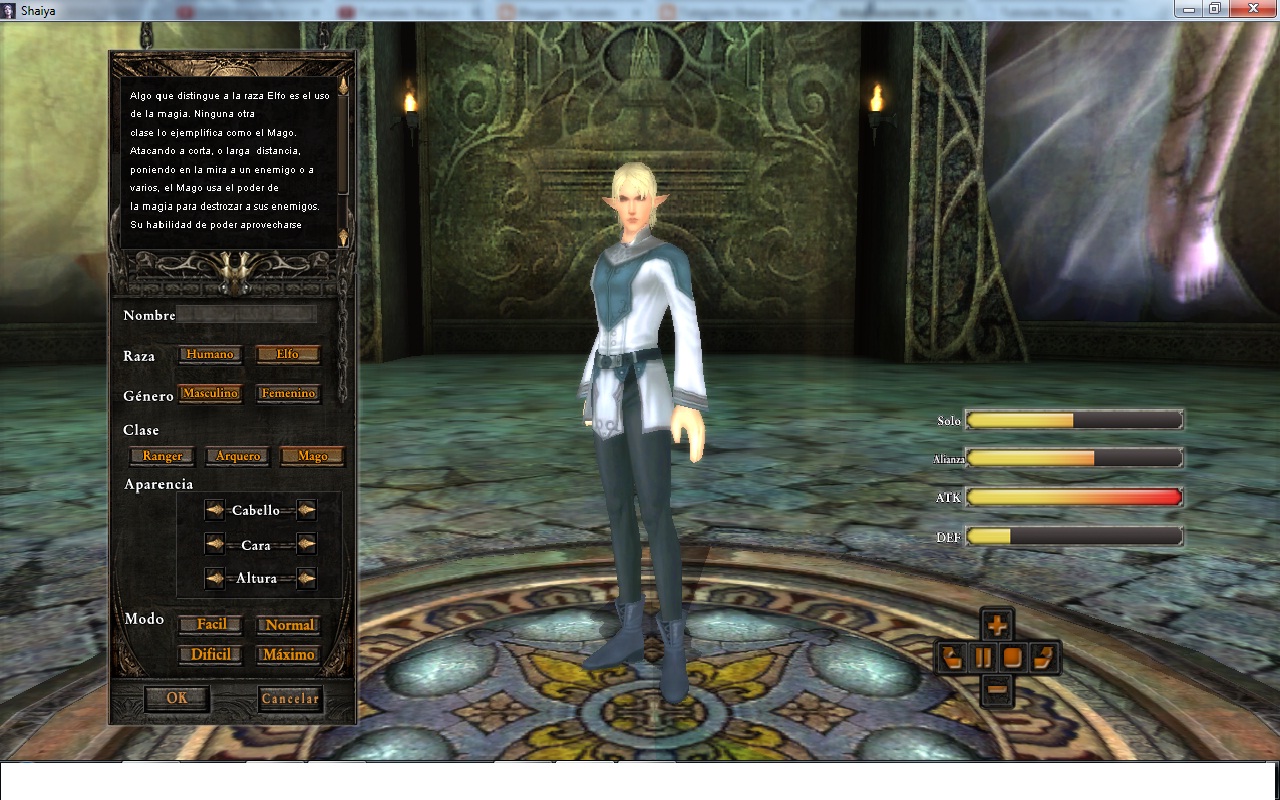 Shaiya
Algo que distingue a la raza Elfo es el uso
de la magia. Ninguna otra
clase lo ejemplifica como el Mago.
Atacando a corta, o larga distancia,
poniendo en la mira a un enemigo o a
varios, el Mago usa el poder de
la magia para destrozar a sus enemigos.
Su habilidad de poder aprovecharse
Nombre
Raza Humano Elfo
Género Masculino Femenino
Clase
Ranger Arquero Mago
Aparencia
Cabello
Cara
Altura
Modo Facil Normal
Dificil Máximo
OK Cancelar
Solo
Alianza
ATK
DEF